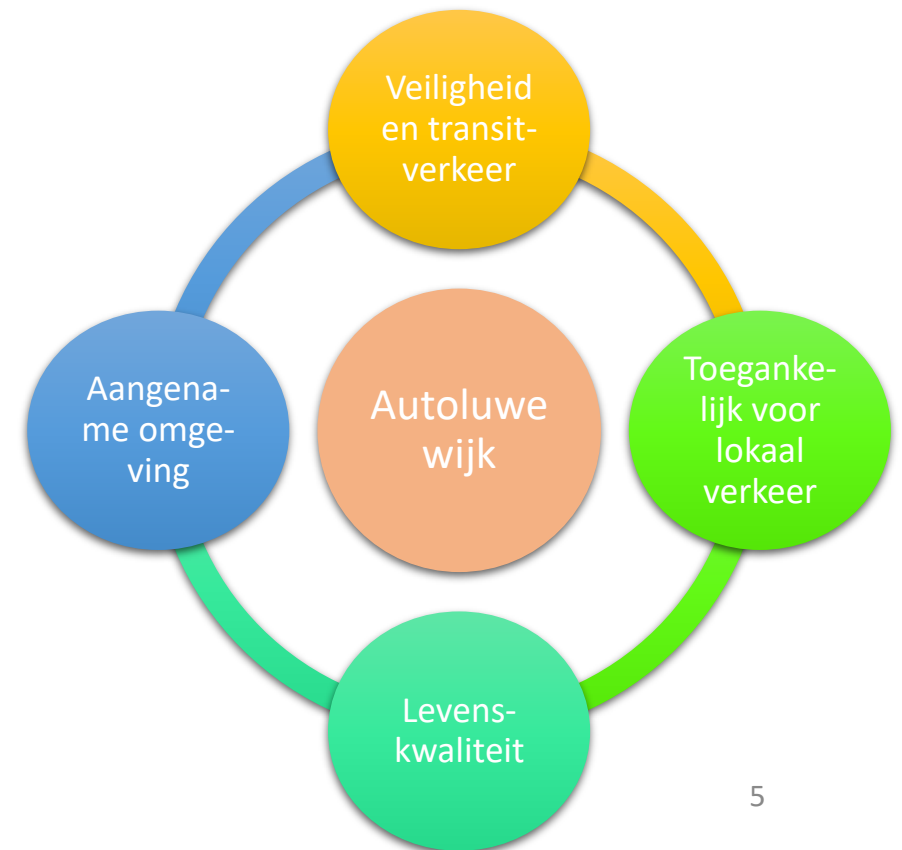 Veiligheid
en transit-
verkeer
Aangena-
me omge-
ving
Autoluwe
wijk
Toeganke-
lijk voor
lokaal
verkeer
Levens-
kwaliteit
5